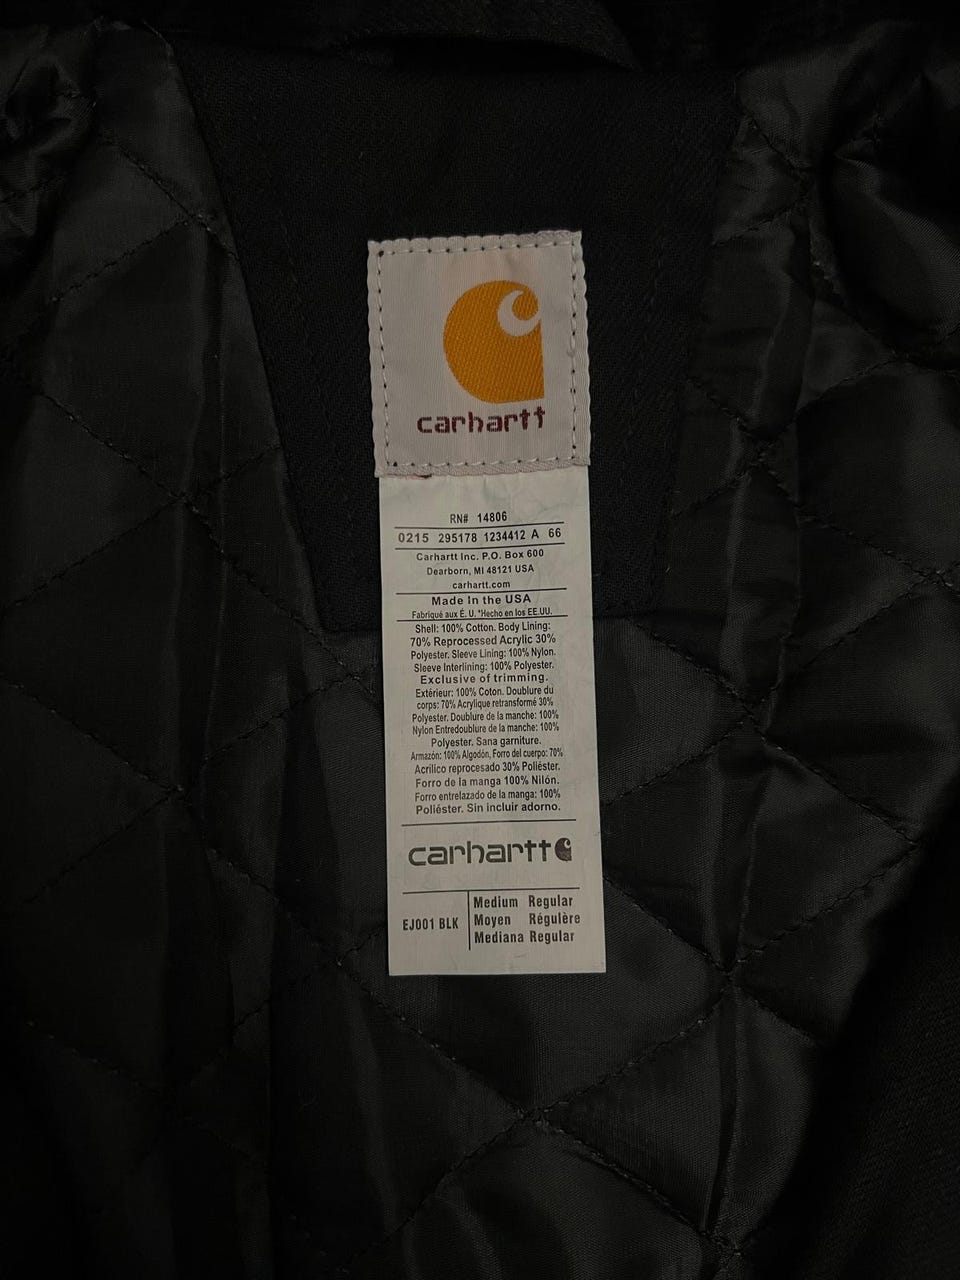 carhartt
RN# 14806
0215 295178 1234412 A 66
Carhartt Inc. P.O. Box 600
Dearborn, MI 48121 USA
carhartt.com
Made In the USA
Fabriqué aux É. U. *Hecho en los EE.UU.
Shell: 100% Cotton. Body Lining:
70% Reprocessed Acrylic 30%
Polyester. Sleeve Lining: 100% Nylon.
Sleeve Interlining: 100% Polyester.
Exclusive of trimming.
Extérieur: 100% Coton. Doublure du
corps: 70% Acrylique retransformé 30%
Polyester. Doublure de la manche: 100%
Nylon Entredoublure de la manche: 100%
Polyester. Sana garniture.
Armazón: 100% Algodón, Forro del cuerpo: 70%
Acrílico reprocesado 30% Poliéster.
Forro de la manga 100% Nilón.
Forro entrelazado de la manga: 100%
Poliéster. Sin incluir adorno.
carhartt
EJ001 BLK
Medium Regular
Moyen Régulère
Mediana Regular